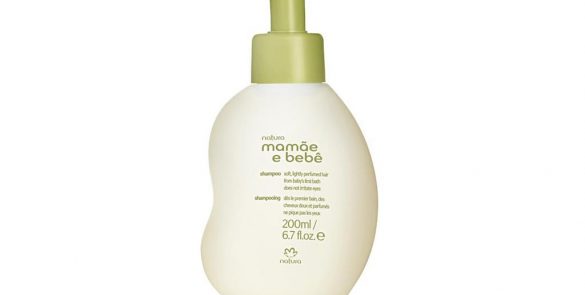 natura
mamãe
e bebê
shampoo soft, lightly perfumed hair
from baby's first bath
does not irritate eyes
shampooing dès le premier bain, des
cheveux doux et parfumés
ne pique pas les yeux
200ml/
6.7 fl.oz.℮
natura